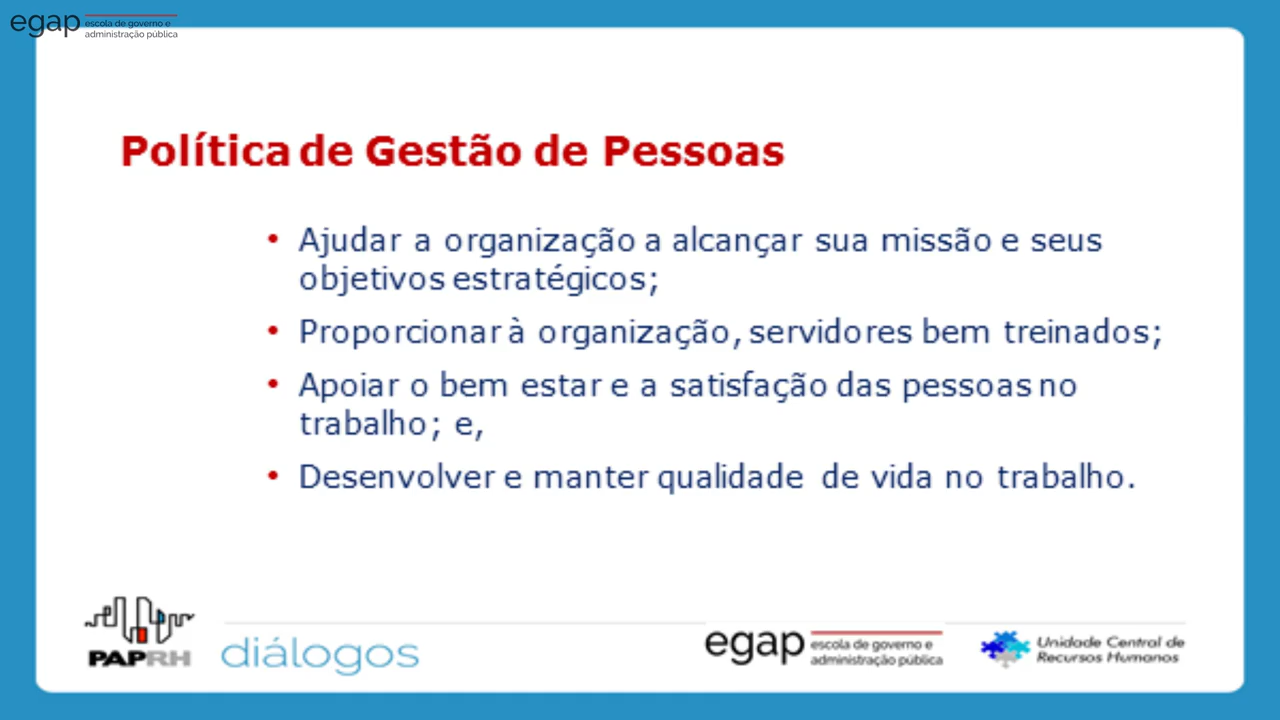 egap escola de governo e
administração pública
Política de Gestão de Pessoas
• Ajudar a organização a alcançar sua missão e seus
objetivos estratégicos;
• Proporcionar à organização, servidores bem treinados;
• Apoiar o bem estar e a satisfação das pessoas no
trabalho; e,
• Desenvolver e manter qualidade de vida no trabalho.
PAPRH
diálogos
egap escola de governo e
administração pública
Unidade Central de
Recursos Humanos